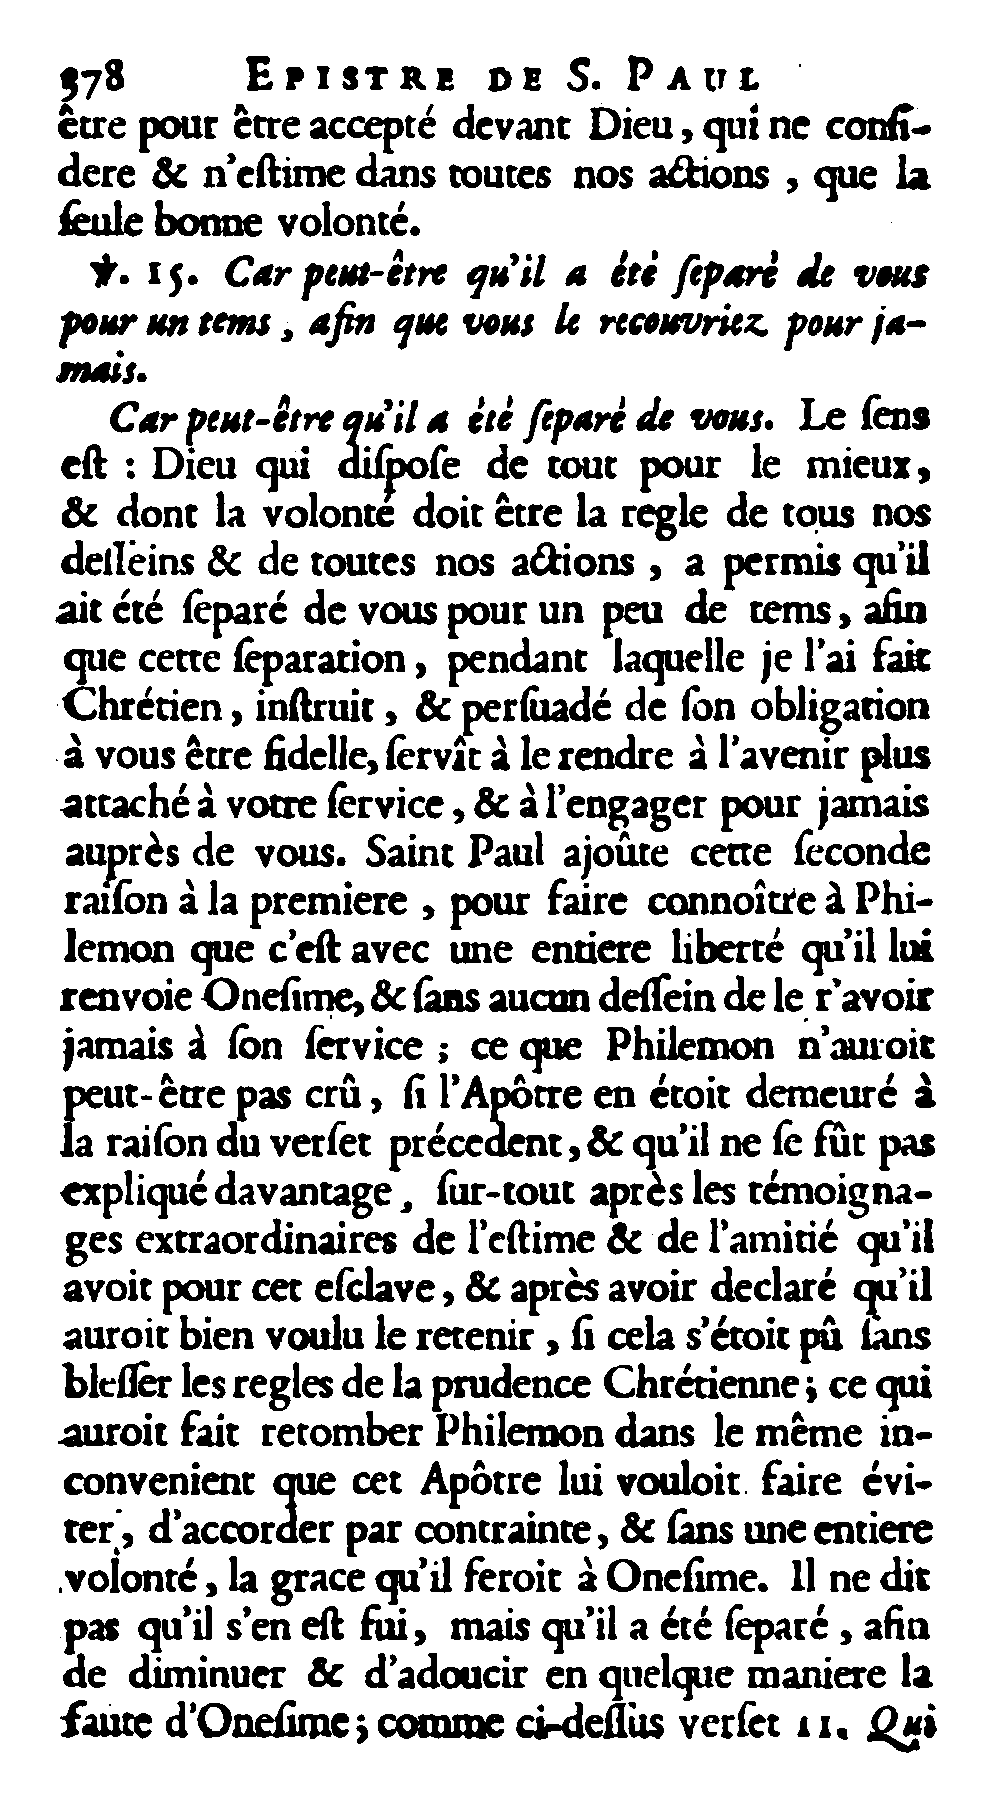 378 EPISTRE DE S. PAUL
être pour être accepté devant Dieu, qui ne conſi-
dere & n'eſtime dans toutes nos actions, que la
ſeule bonne volonté.
℣. 15. Car peut-être qu'il a été ſeparé de vous
pour un tems, afin que vous le recouvriez pour ja-
mais.
Car peut-être qu'il a été ſeparé de vous. Le ſens
eſt : Dieu qui diſpoſe de tout pour le mieux,
& dont la volonté doit être la regle de tous nos
deſſeins & de toutes nos actions, a permis qu'il
ait été ſeparé de vous pour un peu de tems, afin
que cette ſeparation, pendant laquelle je l'ai fait
Chrétien, inſtruit, & perſuadé de ſon obligation
à vous être fidelle, ſervît à le rendre à l'avenir plus
attaché à votre ſervice, & à l'engager pour jamais
auprès de vous. Saint Paul ajoûte cette ſeconde
raiſon à la premiere, pour faire connoître à Phi-
lemon que c'eſt avec une entiere liberté qu'il lui
renvoie Oneſime, & ſans aucun deſſein de le r'avoir
jamais à ſon ſervice ; ce que Philemon n'auroit
peut-être pas crû, ſi l'Apôtre en étoit demeuré à
la raiſon du verſet précedent, & qu'il ne ſe fût pas
expliqué davantage, ſur-tout après les témoigna-
ges extraordinaires de l'eſtime & de l'amitié qu'il
avoit pour cet eſclave, & après avoir declaré qu'il
auroit bien voulu le retenir, ſi cela s'étoit pû ſans
bleſſer les regles de la prudence Chrétienne ; ce qui
auroit fait retomber Philemon dans le même in-
convenient que cet Apôtre lui vouloit faire évi-
ter, d'accorder par contrainte, & ſans une entiere
volonté, la grace qu'il feroit à Oneſime. Il ne dit
pas qu'il s'en eſt fui, mais qu'il a été ſeparé, afin
de diminuer & d'adoucir en quelque maniere la
faute d'Oneſime ; comme ci-deſſus verſet 11. Qui